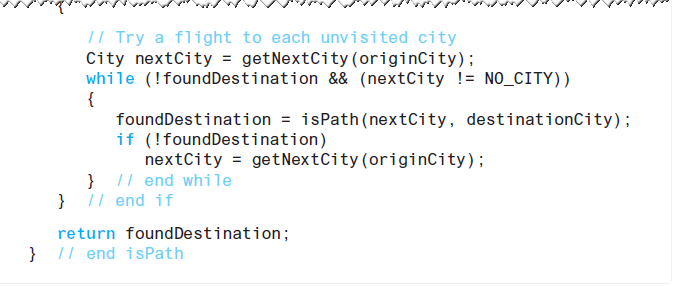 {
// Try a flight to each unvisited city
City nextCity = getNextCity(originCity);
while (!foundDestination && (nextCity != NO_CITY))
{
foundDestination = isPath(nextCity, destinationCity);
if (!foundDestination)
nextCity = getNextCity(originCity);
} // end while
} // end if
return foundDestination;
} // end isPath